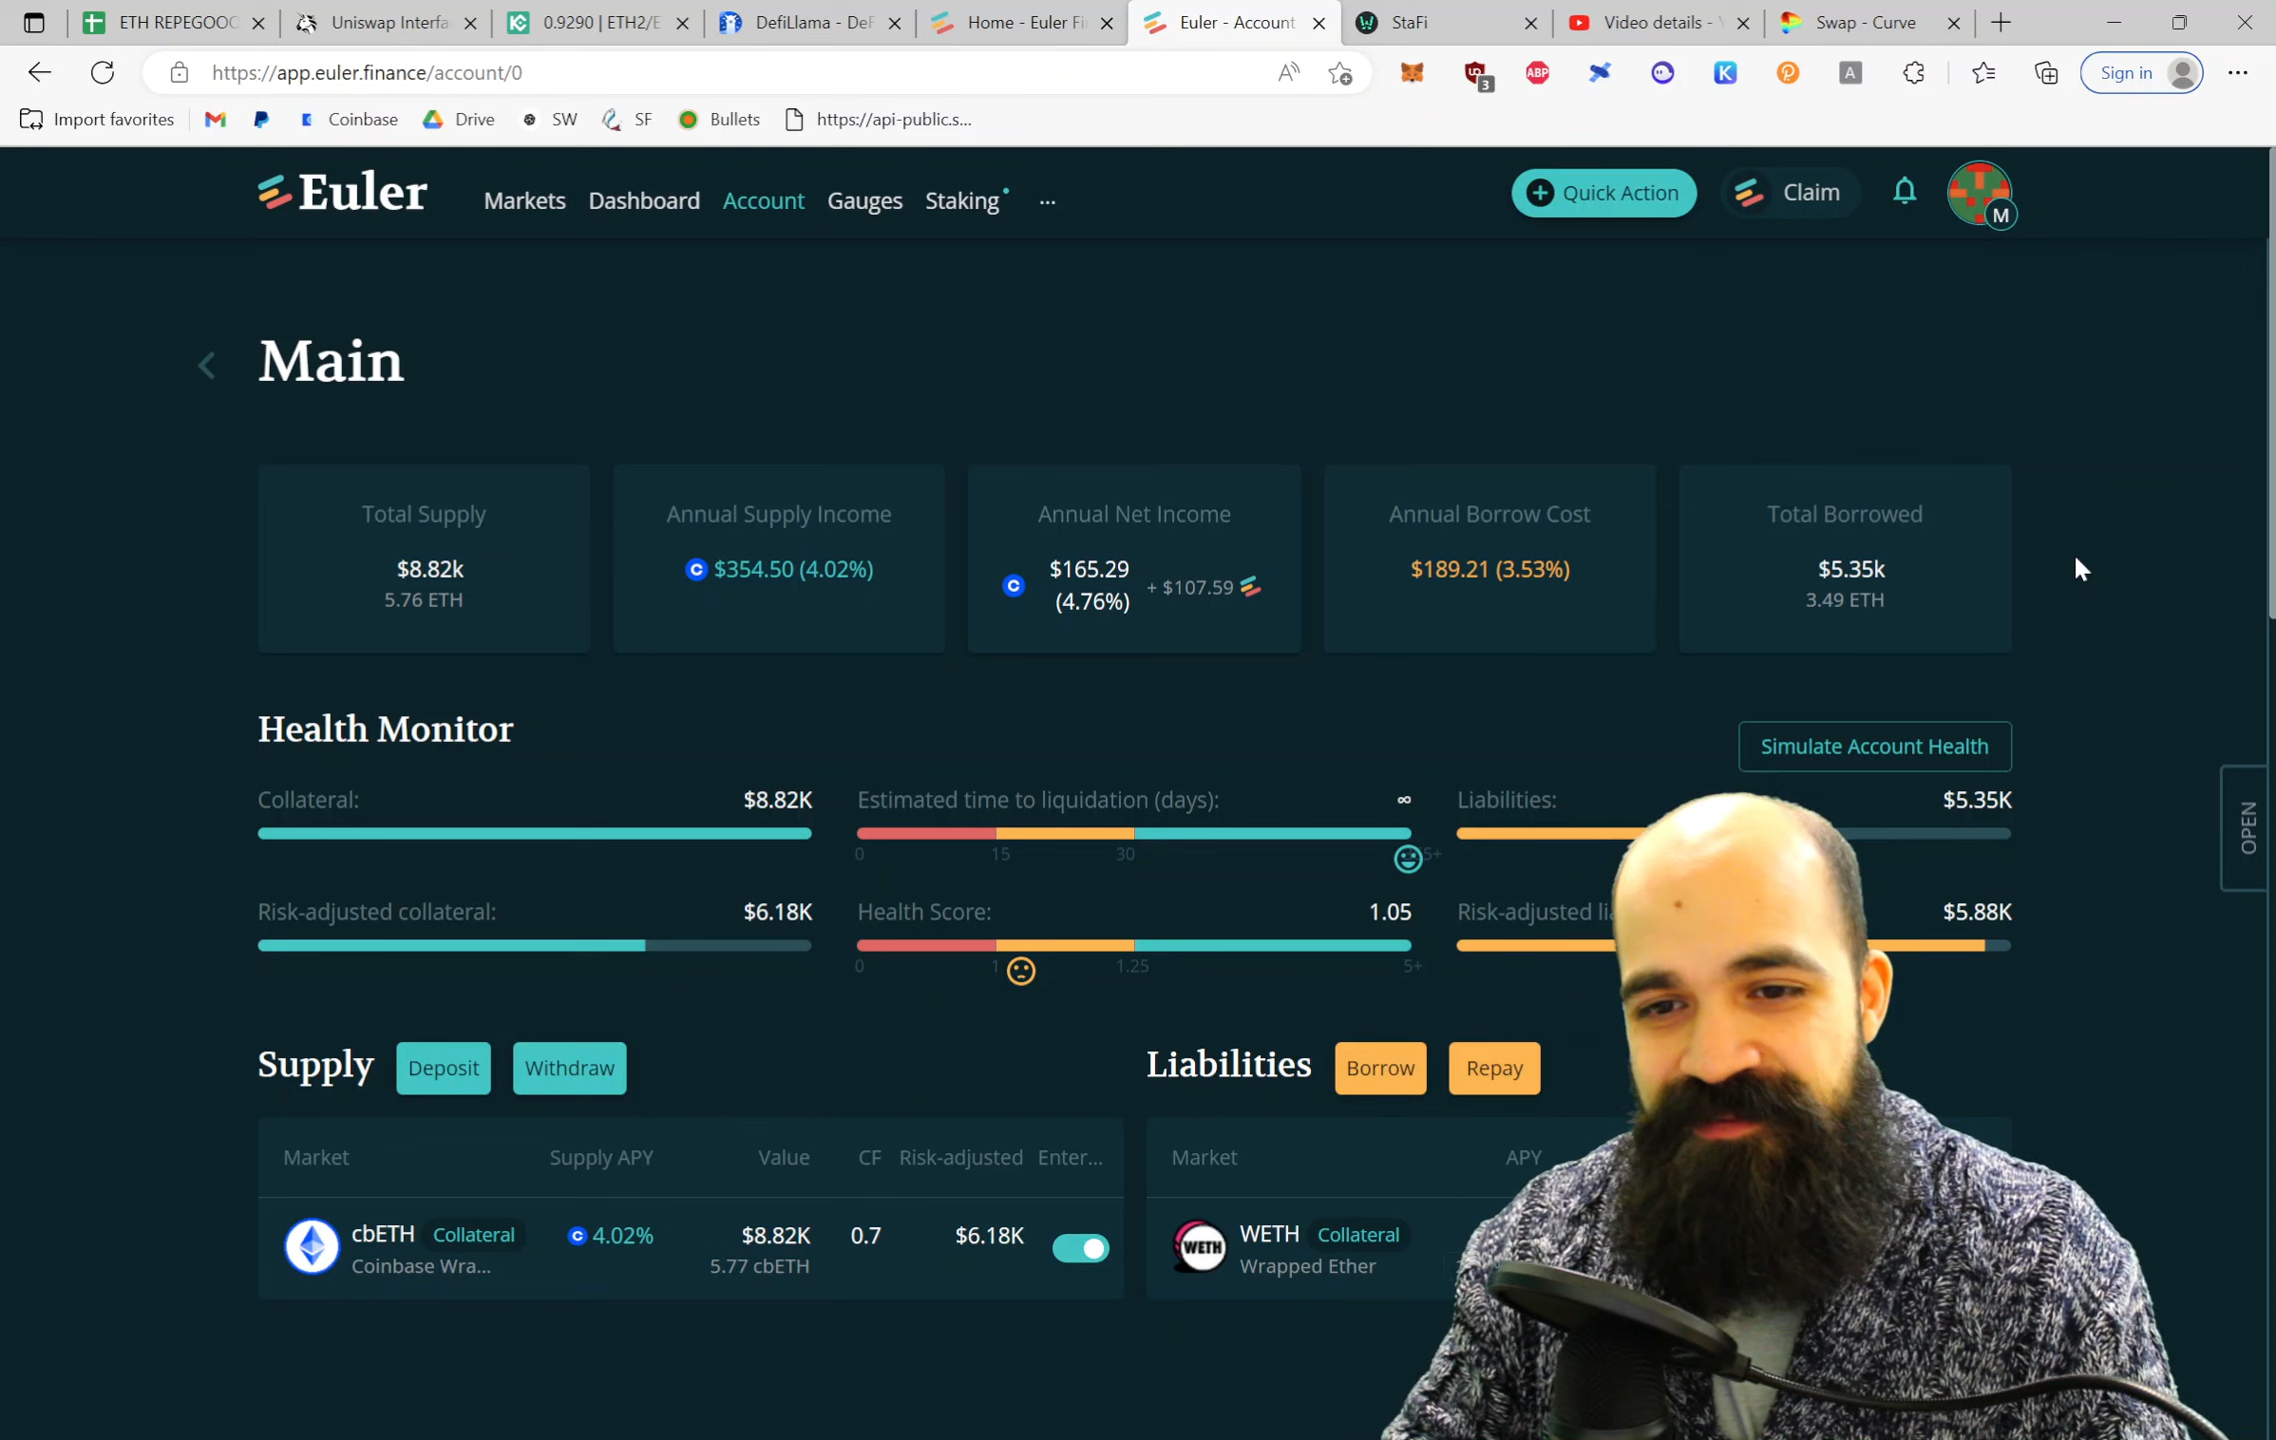 ETH REPEGOOC
Uniswap Interfa
0.9290 | ETH2/E
DefiLlama - DeF
Home - Euler Fi
Euler - Account
StaFi
Video details - Y
Swap - Curve
https://app.euler.finance/account/0
3
ABP
K
A
Sign in
Import favorites
Coinbase
Drive
SW
SF
Bullets
https://api-public.s...
Euler
Markets
Dashboard
Account
Gauges
Staking
...
Quick Action
Claim
M
Main
Total Supply
$8.82k
5.76 ETH
Annual Supply Income
$354.50 (4.02%)
Annual Net Income
$165.29
(4.76%)
+ $107.59
Annual Borrow Cost
$189.21 (3.53%)
Total Borrowed
$5.35k
3.49 ETH
Health Monitor
Simulate Account Health
Collateral:
$8.82K
Estimated time to liquidation (days):
∞
0
15
30
5+
Liabilities:
$5.35K
OPEN
Risk-adjusted collateral:
$6.18K
Health Score:
1.05
0
1
1.25
5+
Risk-adjusted li
$5.88K
Supply
Deposit
Withdraw
Liabilities
Borrow
Repay
Market
Supply APY
Value
CF
Risk-adjusted
Enter...
cbETH
Collateral
Coinbase Wra...
4.02%
$8.82K
5.77 cbETH
0.7
$6.18K
Market
APY
WETH
WETH
Collateral
Wrapped Ether